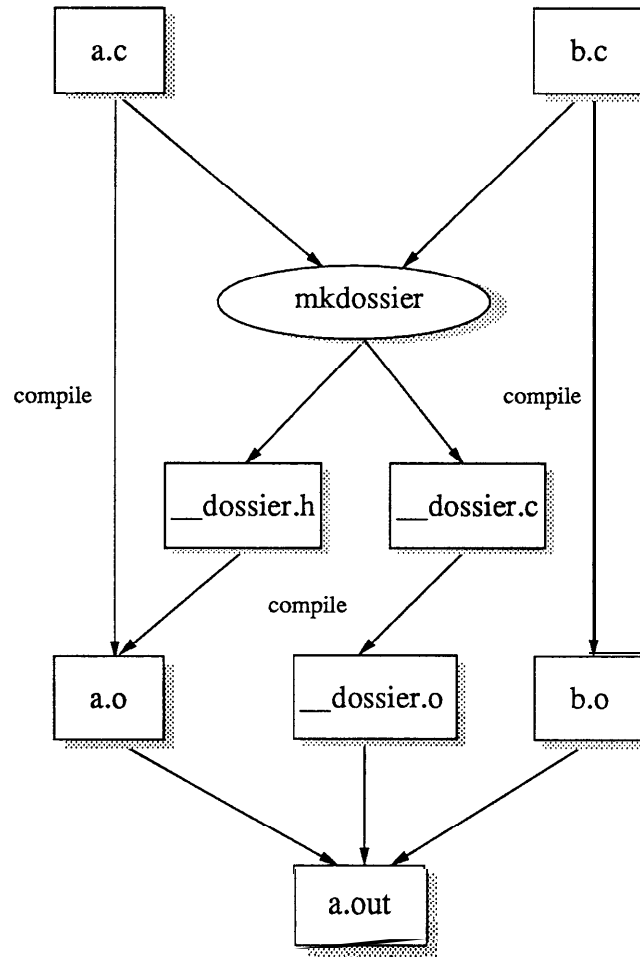 a.c
b.c
mkdossier
compile
compile
__dossier.h
__dossier.c
compile
a.o
__dossier.o
b.o
a.out